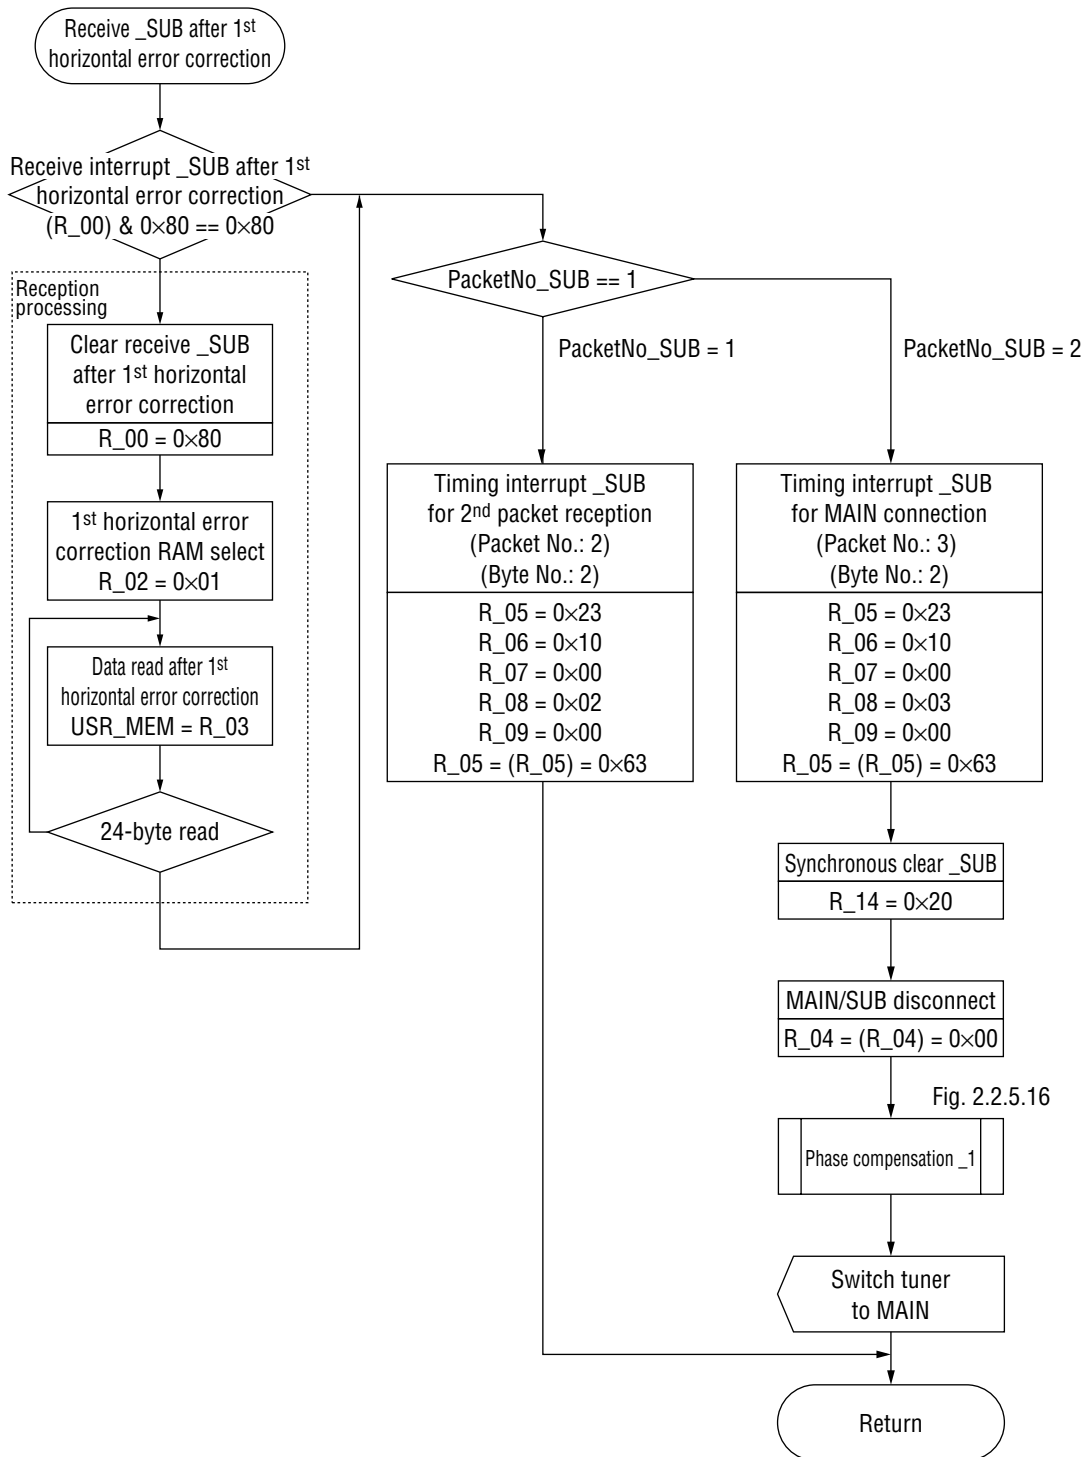 Receive _SUB after 1st
horizontal error correction
Receive interrupt _SUB after 1st
horizontal error correction
(R_00) & 0×80 == 0×80
Reception
processing
Clear receive _SUB
after 1st horizontal
error correction
R_00 = 0×80
1st horizontal error
correction RAM select
R_02 = 0×01
Data read after 1st
horizontal error correction
USR_MEM = R_03
24-byte read
PacketNo_SUB == 1
PacketNo_SUB = 1
PacketNo_SUB = 2
Timing interrupt _SUB
for 2nd packet reception
(Packet No.: 2)
(Byte No.: 2)
R_05 = 0×23
R_06 = 0×10
R_07 = 0×00
R_08 = 0×02
R_09 = 0×00
R_05 = (R_05) = 0×63
Timing interrupt _SUB
for MAIN connection
(Packet No.: 3)
(Byte No.: 2)
R_05 = 0×23
R_06 = 0×10
R_07 = 0×00
R_08 = 0×03
R_09 = 0×00
R_05 = (R_05) = 0×63
Synchronous clear _SUB
R_14 = 0×20
MAIN/SUB disconnect
R_04 = (R_04) = 0×00
Fig. 2.2.5.16
Phase compensation _1
Switch tuner
to MAIN
Return